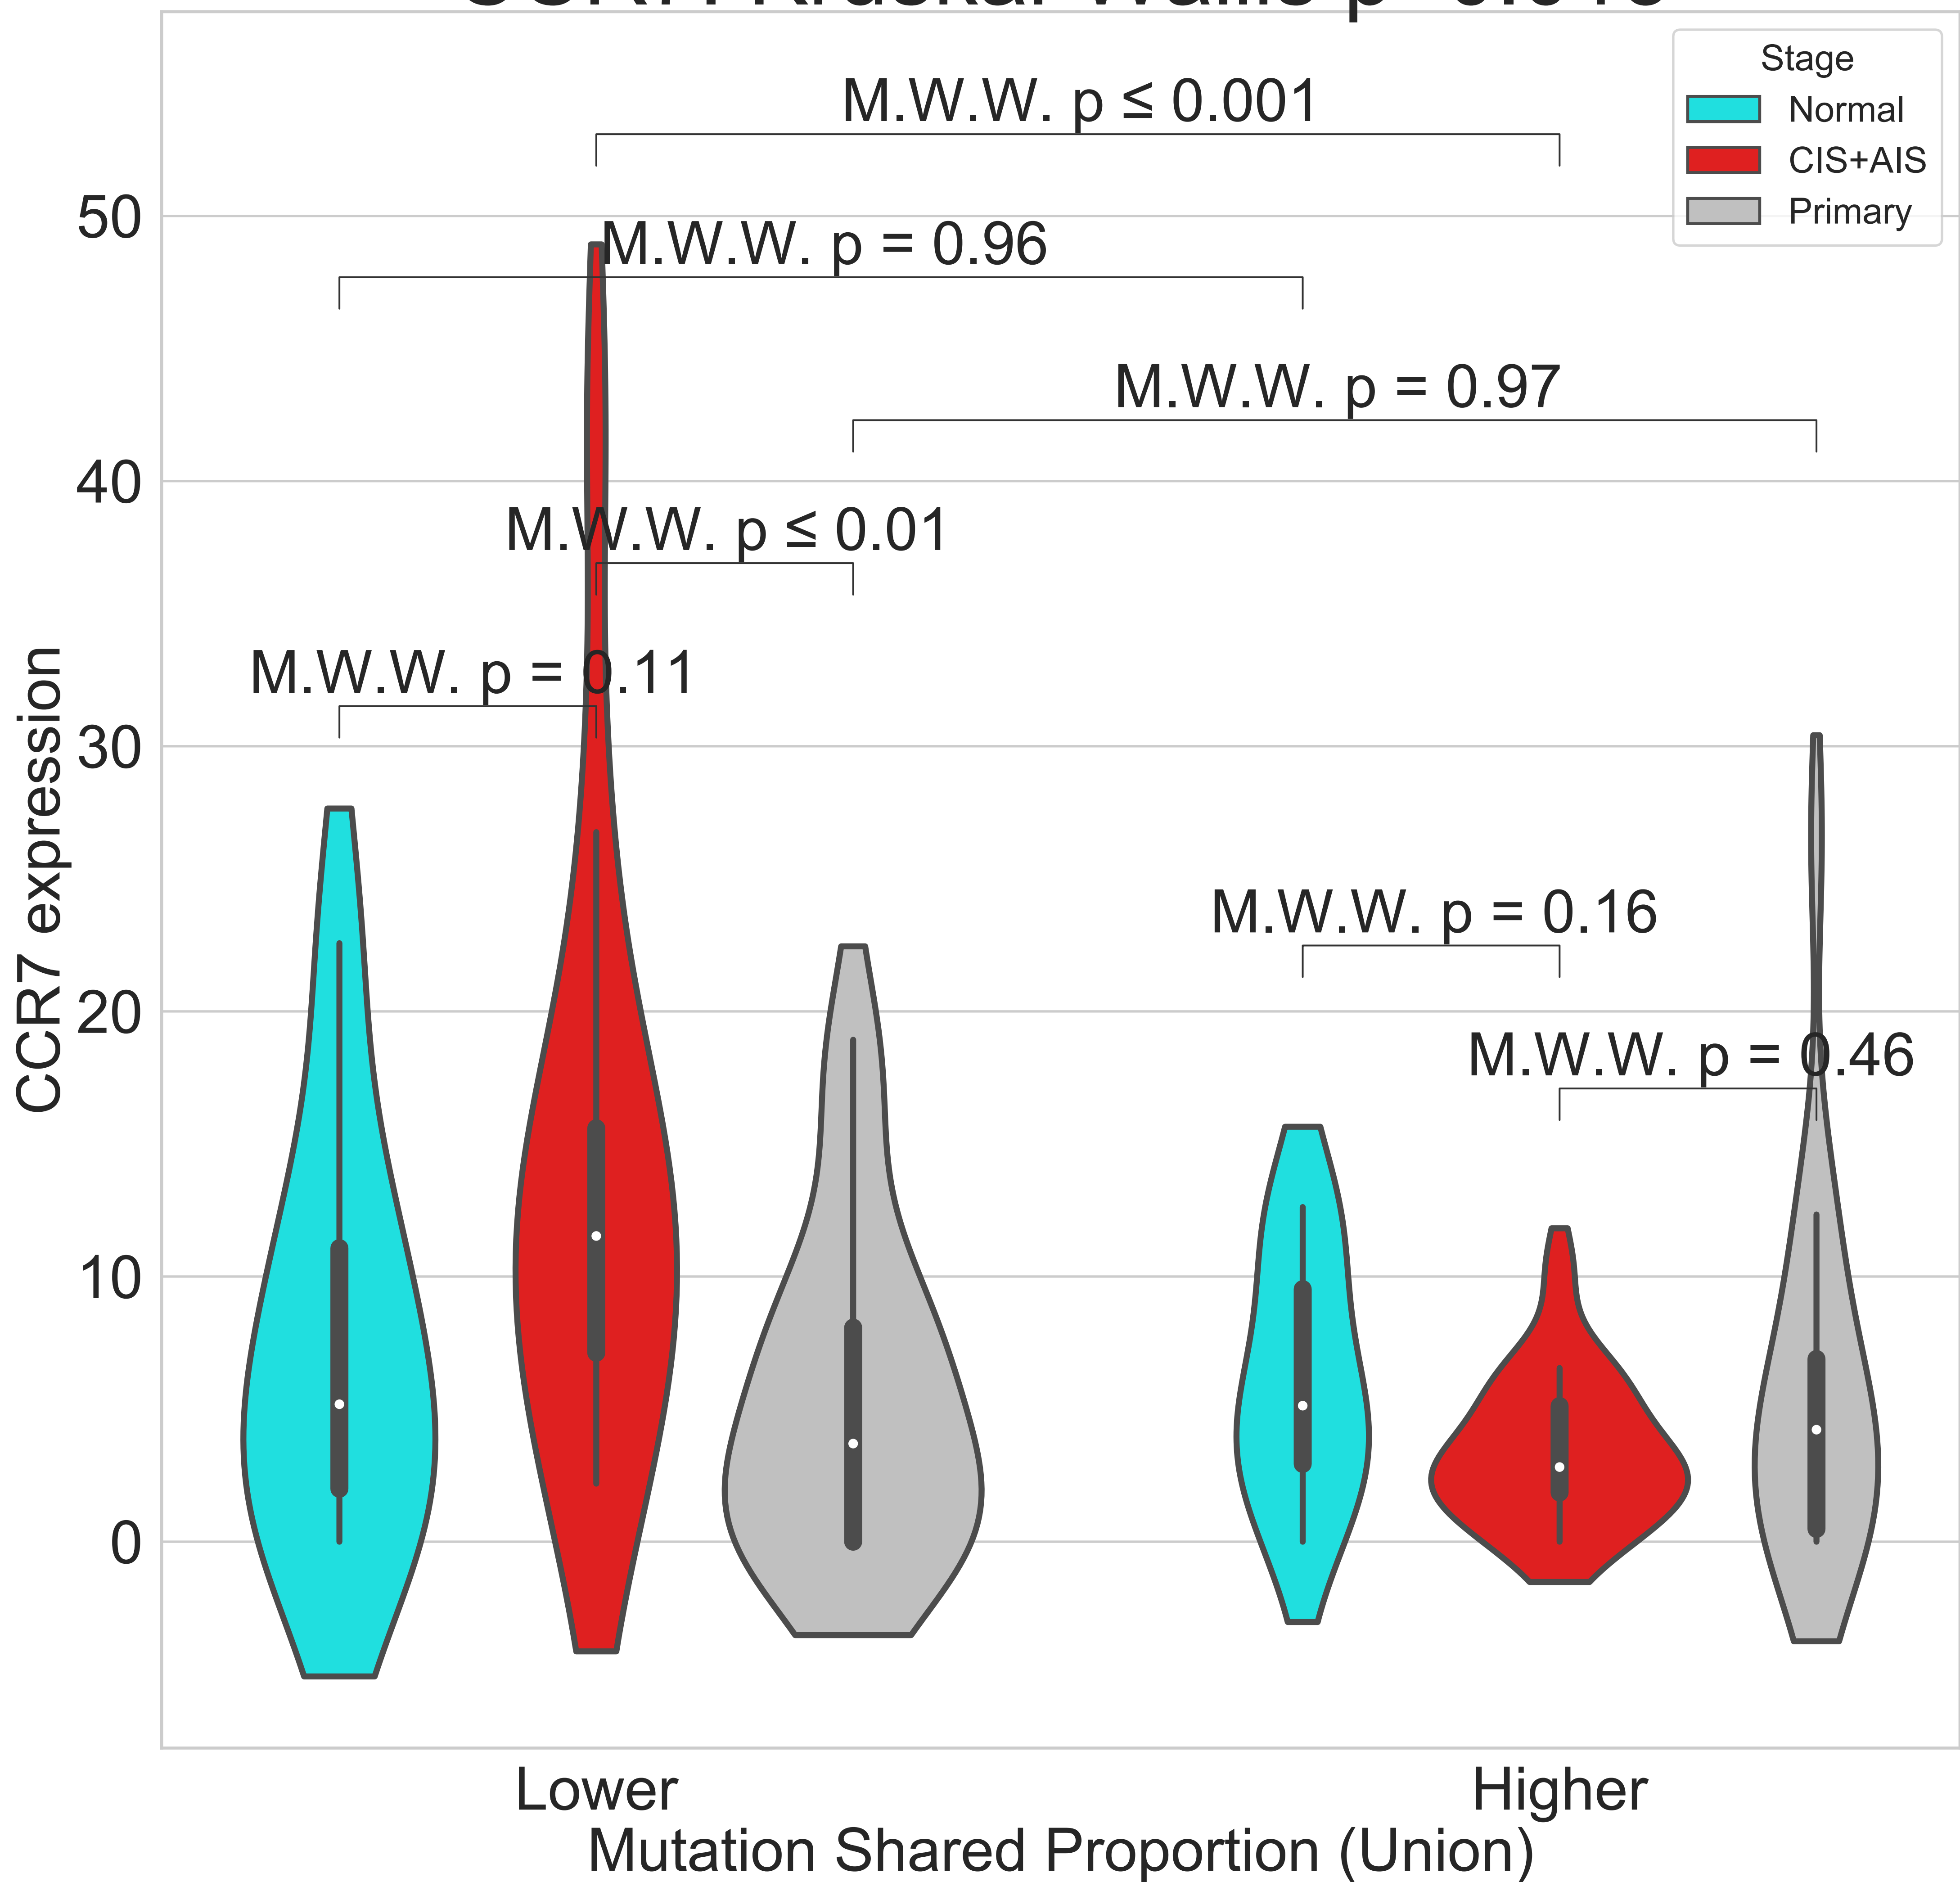 Stage
Normal
CIS+AIS
Primary
M.W.W. p ≤ 0.001
M.W.W. p = 0.96
M.W.W. p = 0.97
M.W.W. p ≤ 0.01
M.W.W. p = 0.11
M.W.W. p = 0.16
M.W.W. p = 0.46
50
40
30
20
10
0
CCR7 expression
Lower
Higher
Mutation Shared Proportion (Union)